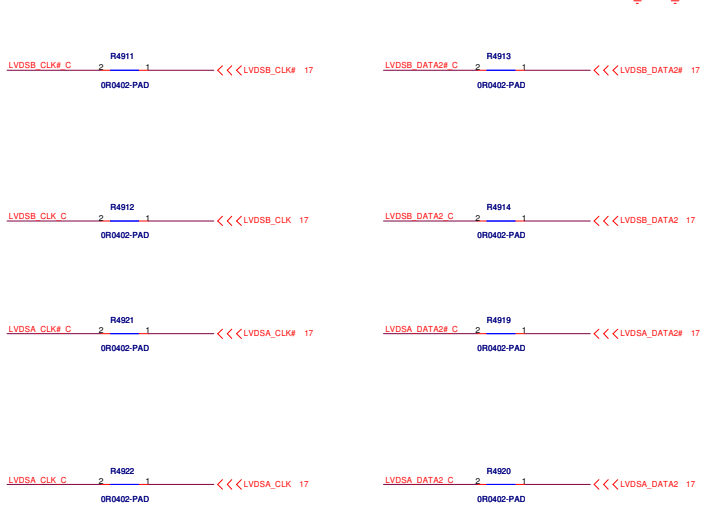 R4911
LVDSB_CLK#_C 2 1 LVDSB_CLK# 17
0R0402-PAD
R4913
LVDSB_DATA2#_C 2 1 LVDSB_DATA2# 17
0R0402-PAD
R4912
LVDSB_CLK_C 2 1 LVDSB_CLK 17
0R0402-PAD
R4914
LVDSB_DATA2_C 2 1 LVDSB_DATA2 17
0R0402-PAD
R4921
LVDSA_CLK#_C 2 1 LVDSA_CLK# 17
0R0402-PAD
R4919
LVDSA_DATA2#_C 2 1 LVDSA_DATA2# 17
0R0402-PAD
R4922
LVDSA_CLK_C 2 1 LVDSA_CLK 17
0R0402-PAD
R4920
LVDSA_DATA2_C 2 1 LVDSA_DATA2 17
0R0402-PAD